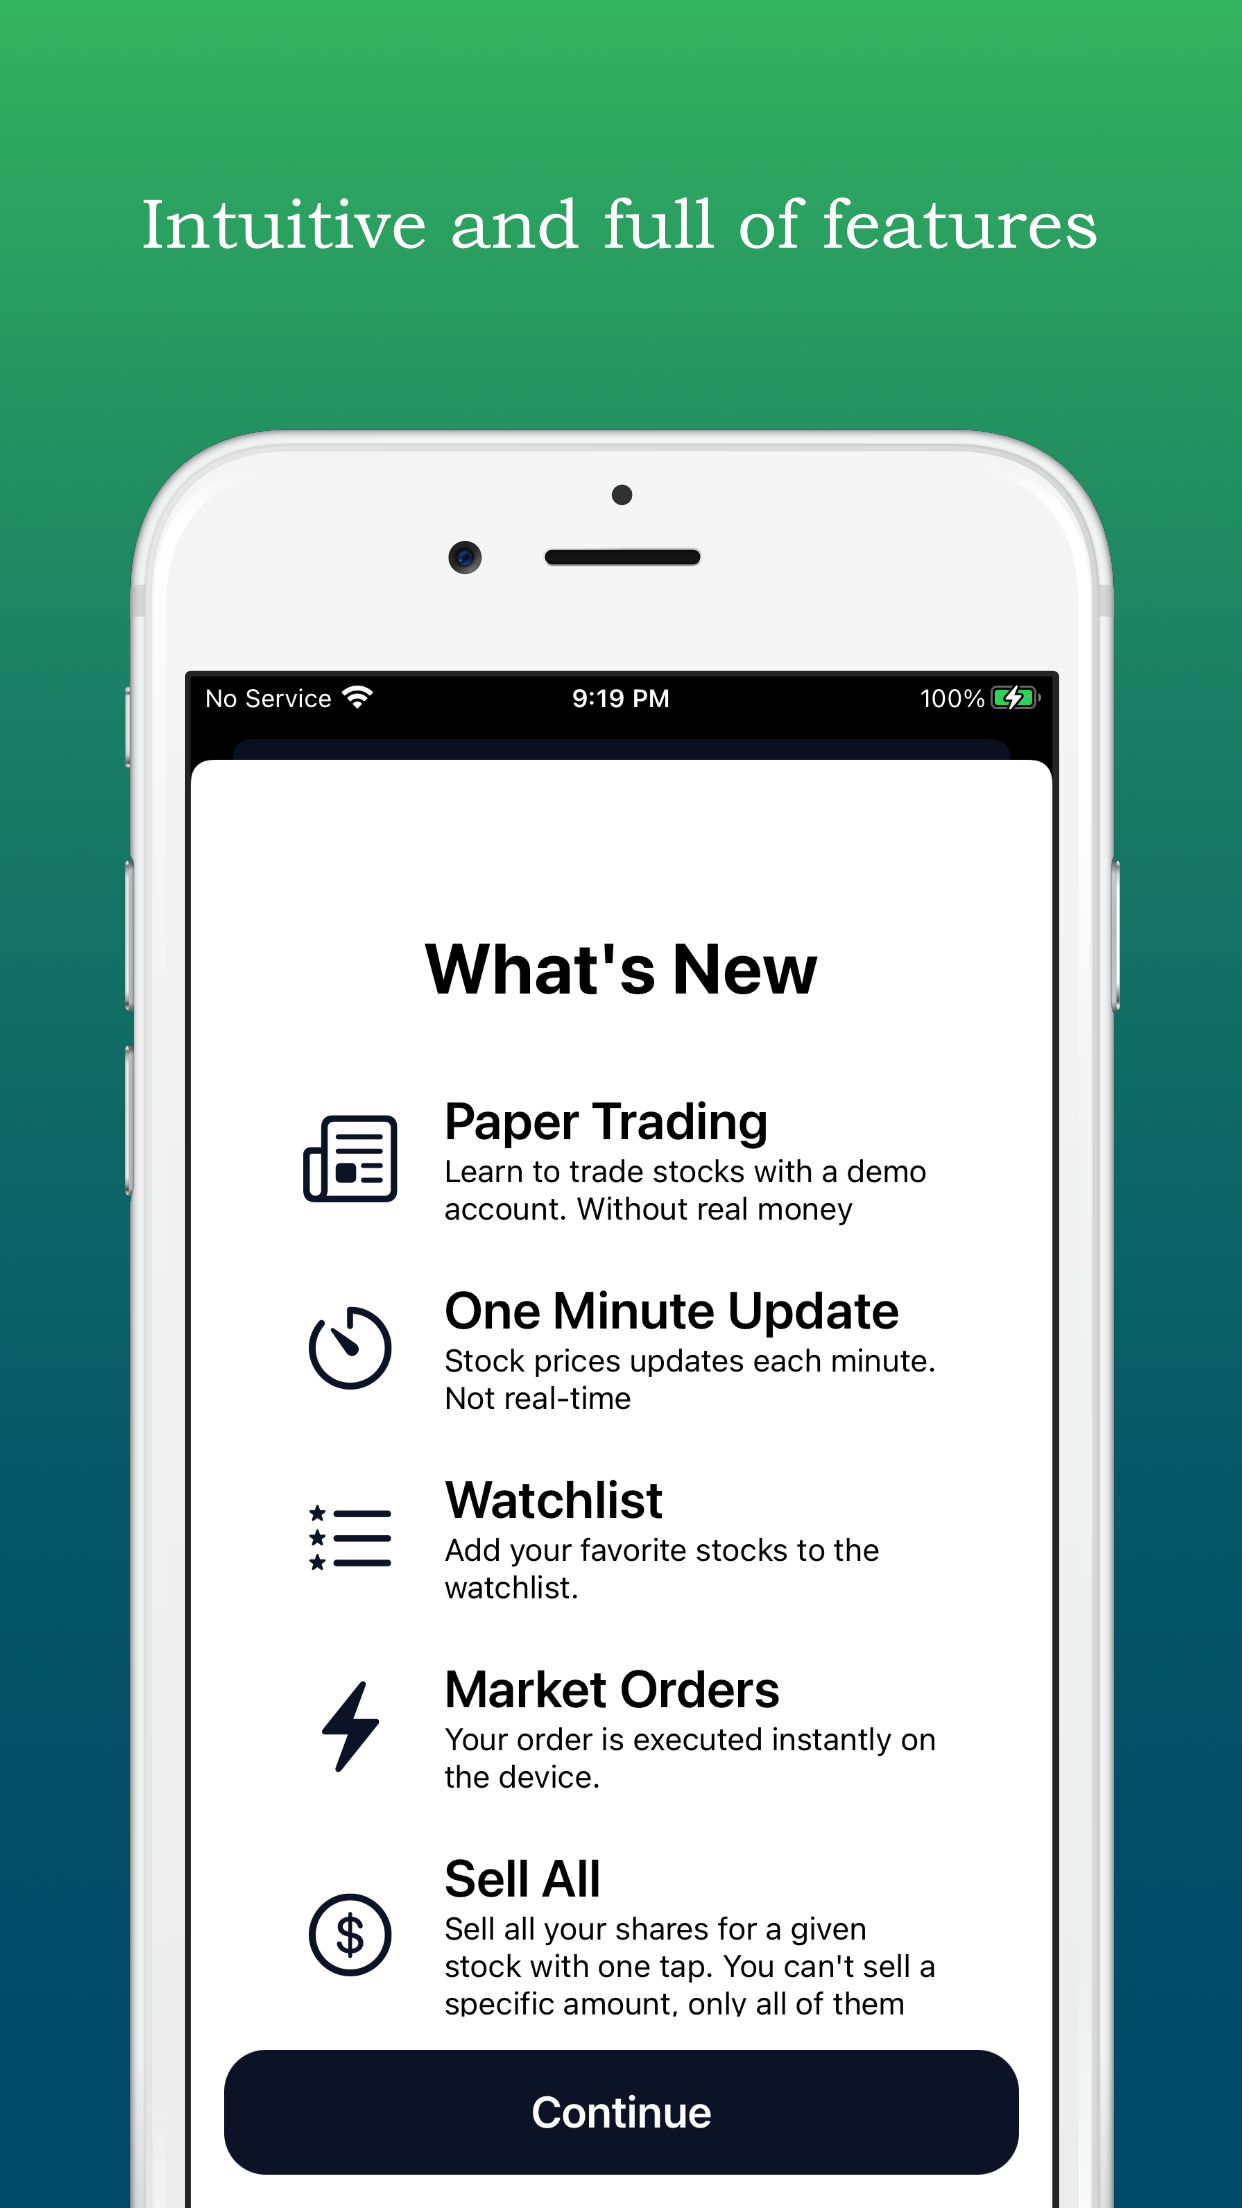 Intuitive and full of features
No Service 9:19 PM 100%
What's New
Paper Trading
Learn to trade stocks with a demo
account. Without real money
One Minute Update
Stock prices updates each minute.
Not real-time
Watchlist
Add your favorite stocks to the
watchlist.
Market Orders
Your order is executed instantly on
the device.
$
Sell All
Sell all your shares for a given
stock with one tap. You can't sell a
specific amount, only all of them
Continue